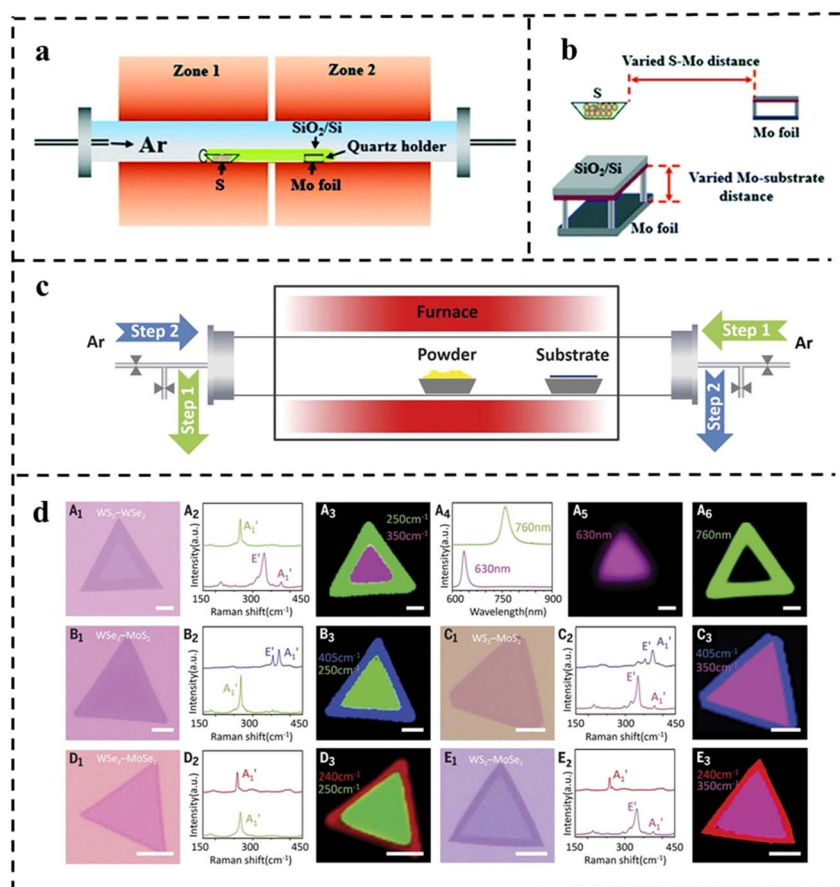 a
Zone 1
Zone 2
Ar
SiO₂/Si
Quartz holder
S
Mo foil
b
Varied S-Mo distance
S
Mo foil
SiO₂/Si
Varied Mo-substrate
distance
Mo foil
c
Furnace
Ar
Step 2
Step 1
Powder
Substrate
Step 1
Ar
Step 2
d
A₁
WS₂–WSe₂
A₂
Intensity(a.u.)
A₁'
E'
A₁'
150
300
450
Raman shift(cm⁻¹)
A₃
250cm⁻¹
350cm⁻¹
A₄
Intensity(a.u.)
760nm
630nm
600
900
Wavelength(nm)
A₅
630nm
A₆
760nm
B₁
WSe₂–MoS₂
B₂
Intensity(a.u.)
E'
A₁'
A₁'
150
300
450
Raman shift(cm⁻¹)
B₃
405cm⁻¹
250cm⁻¹
C₁
WS₂–MoS₂
C₂
Intensity(a.u.)
E'
A₁'
E'
A₁'
150
300
450
Raman shift(cm⁻¹)
C₃
405cm⁻¹
350cm⁻¹
D₁
WSe₂–MoSe₂
D₂
Intensity(a.u.)
A₁'
A₁'
150
300
450
Raman shift(cm⁻¹)
D₃
240cm⁻¹
250cm⁻¹
E₁
WS₂–MoSe₂
E₂
Intensity(a.u.)
A₁'
E'
A₁'
150
300
450
Raman shift(cm⁻¹)
E₃
240cm⁻¹
350cm⁻¹